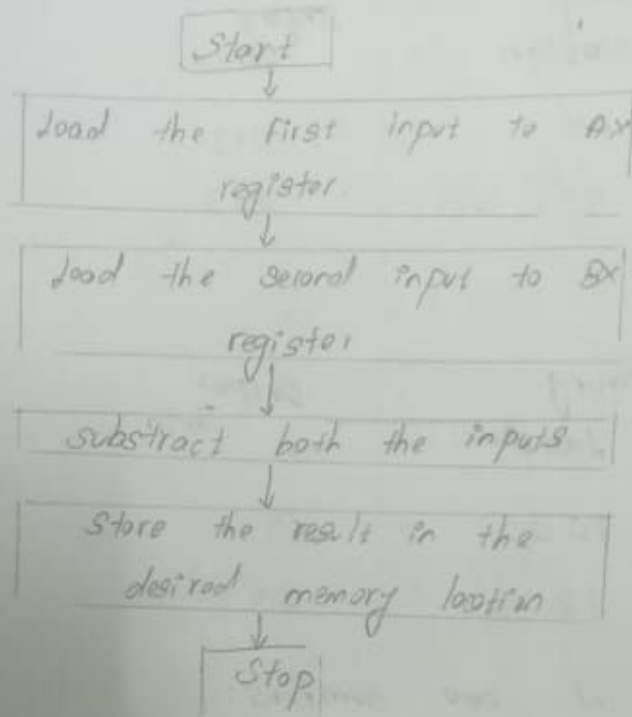 Start
Load the first input to AX
register
Load the second input to BX
register
substract both the inputs
Store the result in the
desired memory location
Stop